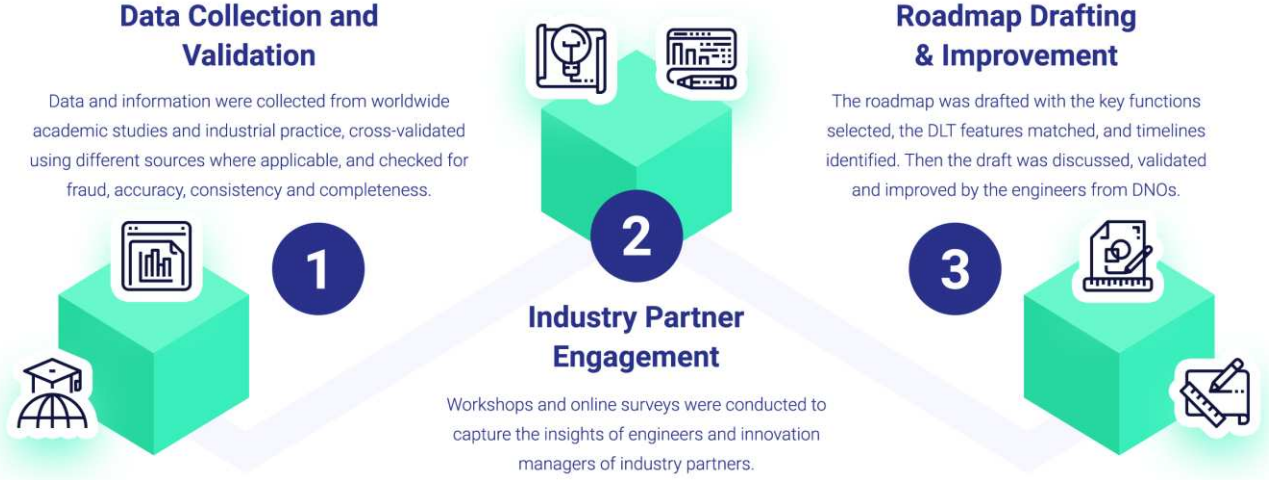 Data Collection and
Validation
Data and information were collected from worldwide
academic studies and industrial practice, cross-validated
using different sources where applicable, and checked for
fraud, accuracy, consistency and completeness.
1
2
Industry Partner
Engagement
Workshops and online surveys were conducted to
capture the insights of engineers and innovation
managers of industry partners.
Roadmap Drafting
& Improvement
The roadmap was drafted with the key functions
selected, the DLT features matched, and timelines
identified. Then the draft was discussed, validated
and improved by the engineers from DNOs.
3